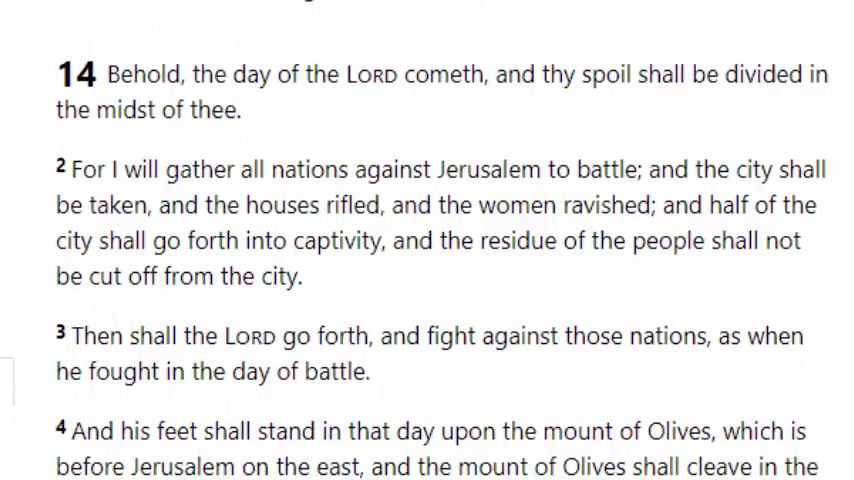 14 Behold, the day of the LORD cometh, and thy spoil shall be divided in
the midst of thee.
2 For I will gather all nations against Jerusalem to battle; and the city shall
be taken, and the houses rifled, and the women ravished; and half of the
city shall go forth into captivity, and the residue of the people shall not
be cut off from the city.
3 Then shall the LORD go forth, and fight against those nations, as when
he fought in the day of battle.
4 And his feet shall stand in that day upon the mount of Olives, which is
before Jerusalem on the east, and the mount of Olives shall cleave in the